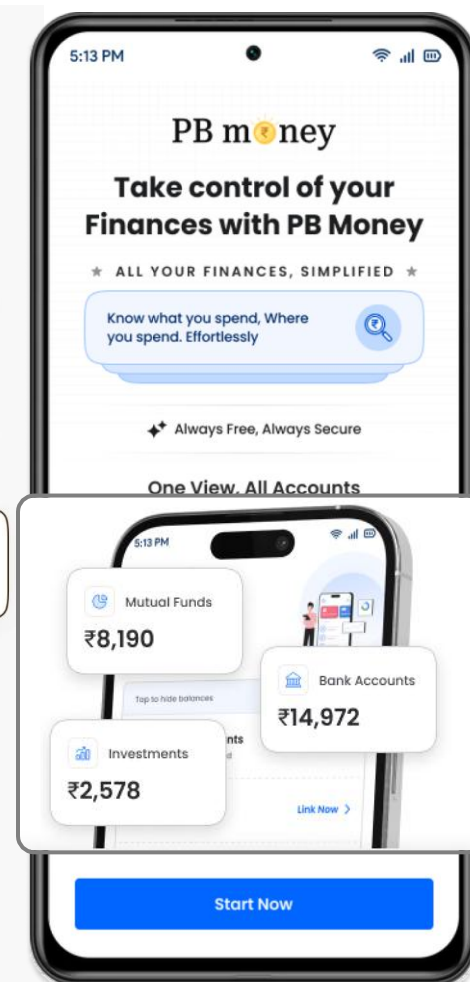 5:13 PM
PB money
Take control of your
Finances with PB Money
ALL YOUR FINANCES, SIMPLIFIED
Know what you spend, Where
you spend. Effortlessly
Always Free, Always Secure
One View, All Accounts
5:13 PM
Mutual Funds
₹8,190
Bank Accounts
₹14,972
Tap to hide balances
nts
Investments
₹2,578
Link Now
Start Now